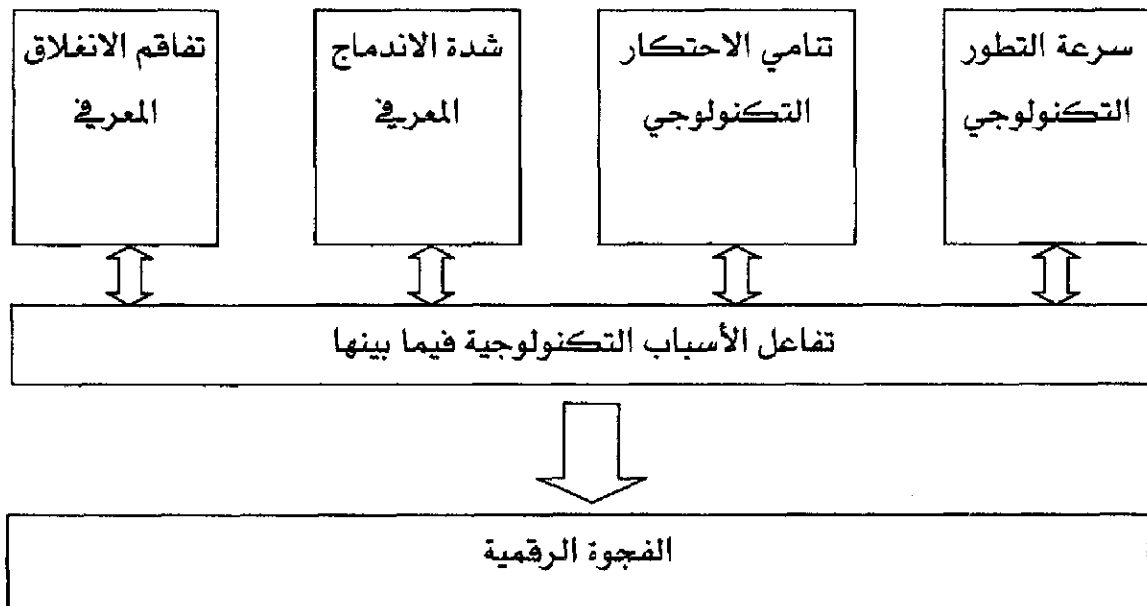 سرعة التطور
التكنولوجي
تنامي الاحتكار
التكنولوجي
شدة الاندماج
المعرفي
تفاقم الانغلاق
المعرفي
تفاعل الأسباب التكنولوجية فيما بينها
الفجوة الرقمية